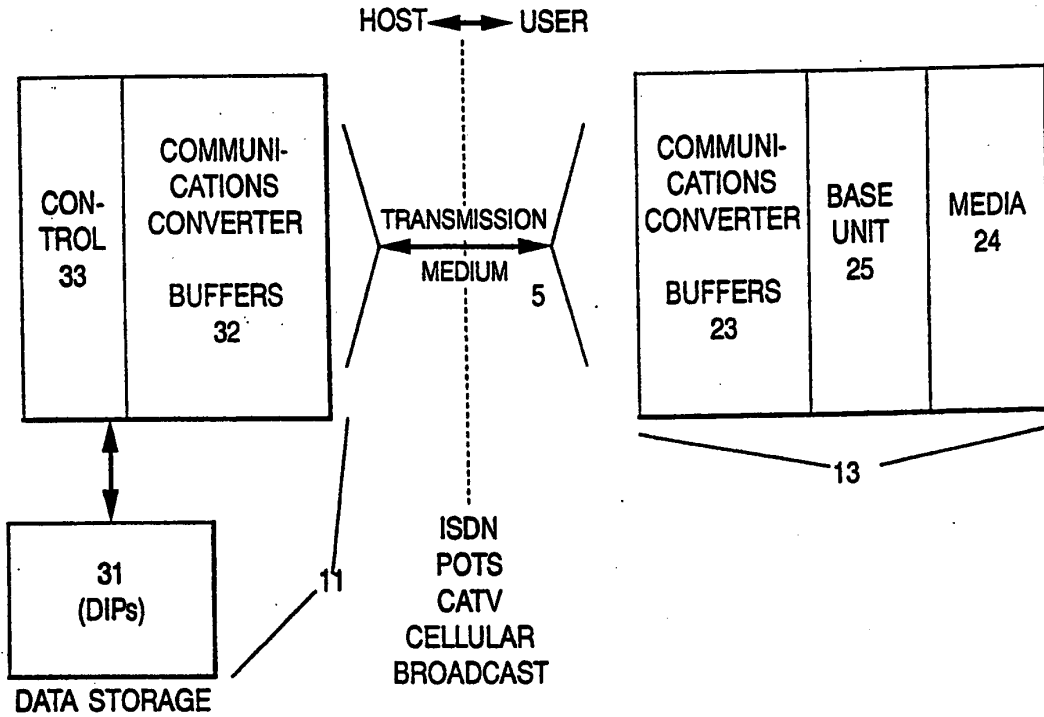 HOST USER
CON-
TROL
33
COMMUNI-
CATIONS
CONVERTER
BUFFERS
32
TRANSMISSION
MEDIUM
5
COMMUNI-
CATIONS
CONVERTER
BUFFERS
23
BASE
UNIT
25
MEDIA
24
13
31
(DIPs)
DATA STORAGE
11
ISDN
POTS
CATV
CELLULAR
BROADCAST